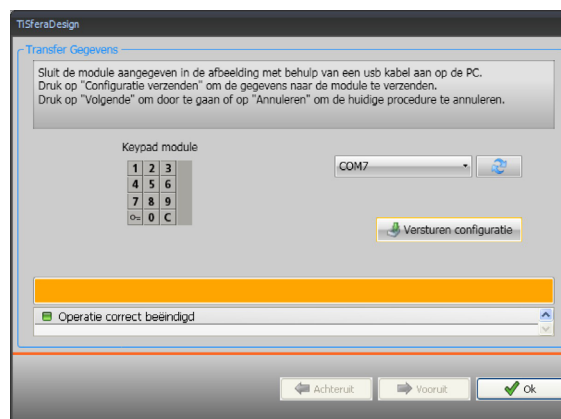 TiSferaDesign
Transfer Gegevens
Sluit de module aangegeven in de afbeelding met behulp van een usb kabel aan op de PC.
Druk op "Configuratie verzenden" om de gegevens naar de module te verzenden.
Druk op "Volgende" om door te gaan of op "Annuleren" om de huidige procedure te annuleren.
Keypad module
1 2 3
4 5 6
7 8 9
0 C
COM7
Versturen configuratie
Operatie correct beëindigd
Achteruit
Vooruit
Ok